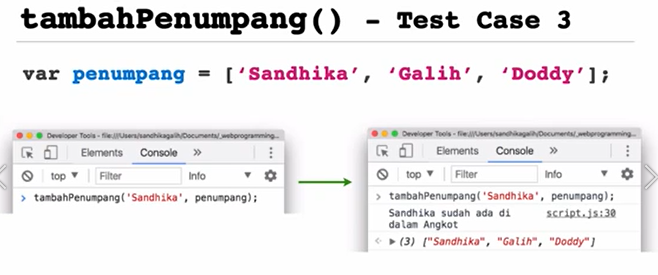 tambahPenumpang() – Test Case 3
var penumpang = [‘Sandhika’, ‘Galih’, ‘Doddy’];
Developer Tools - file:///Users/sandhikagalih/Documents/_webprogramming...
Elements Console »
top ▼ Filter Info ▼
> tambahPenumpang('Sandhika', penumpang);
Developer Tools - file:///Users/sandhikagalih/Documents/_webprogramming...
Elements Console »
top ▼ Filter Info ▼
> tambahPenumpang('Sandhika', penumpang);
Sandhika sudah ada di script.js:30
dalam Angkot
(3) ["Sandhika", "Galih", "Doddy"]